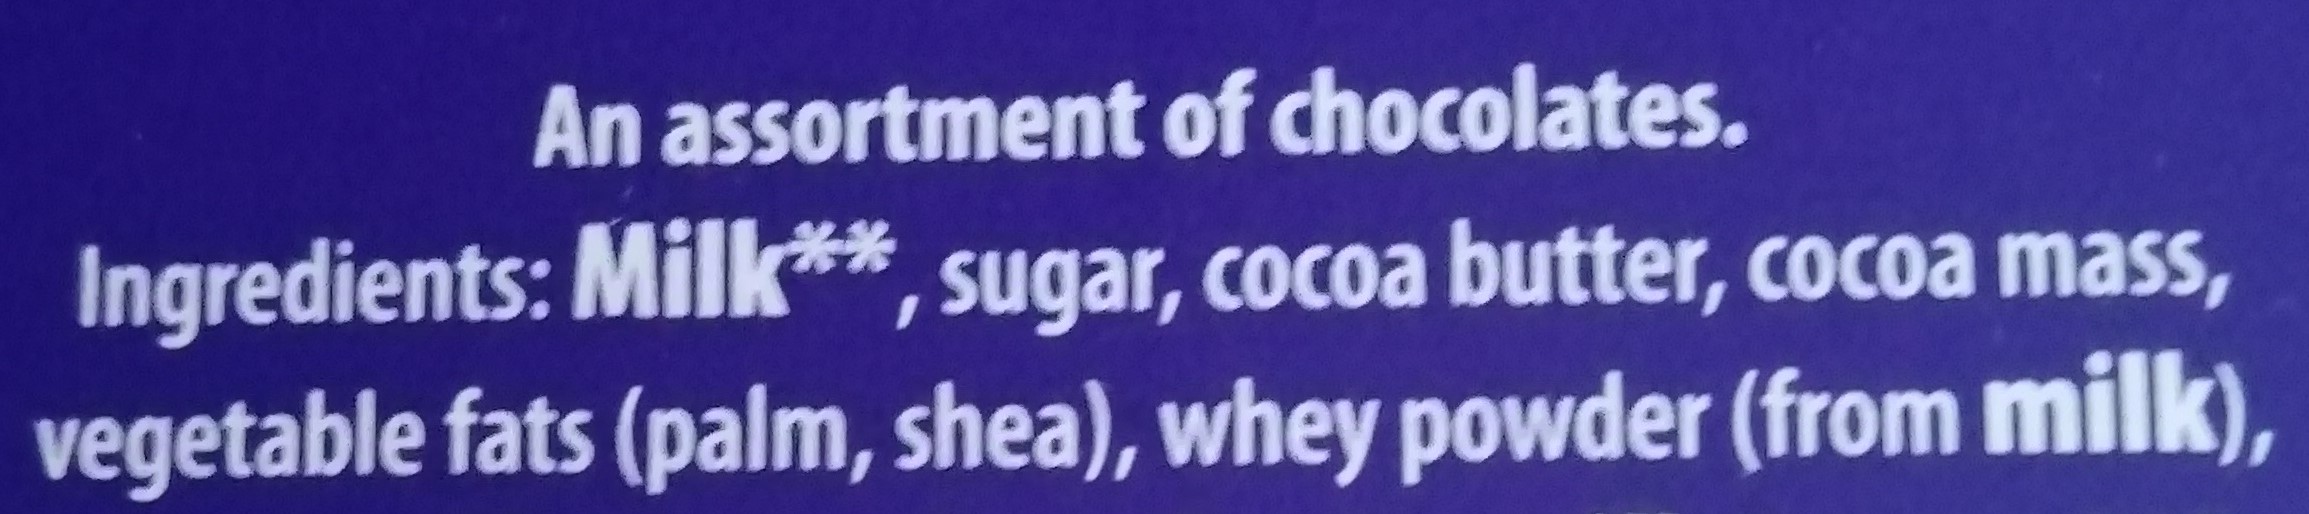 An assortment of chocolates.
Ingredients: Milk**, sugar, cocoa butter, cocoa mass,
vegetable fats (palm, shea), whey powder (from milk),